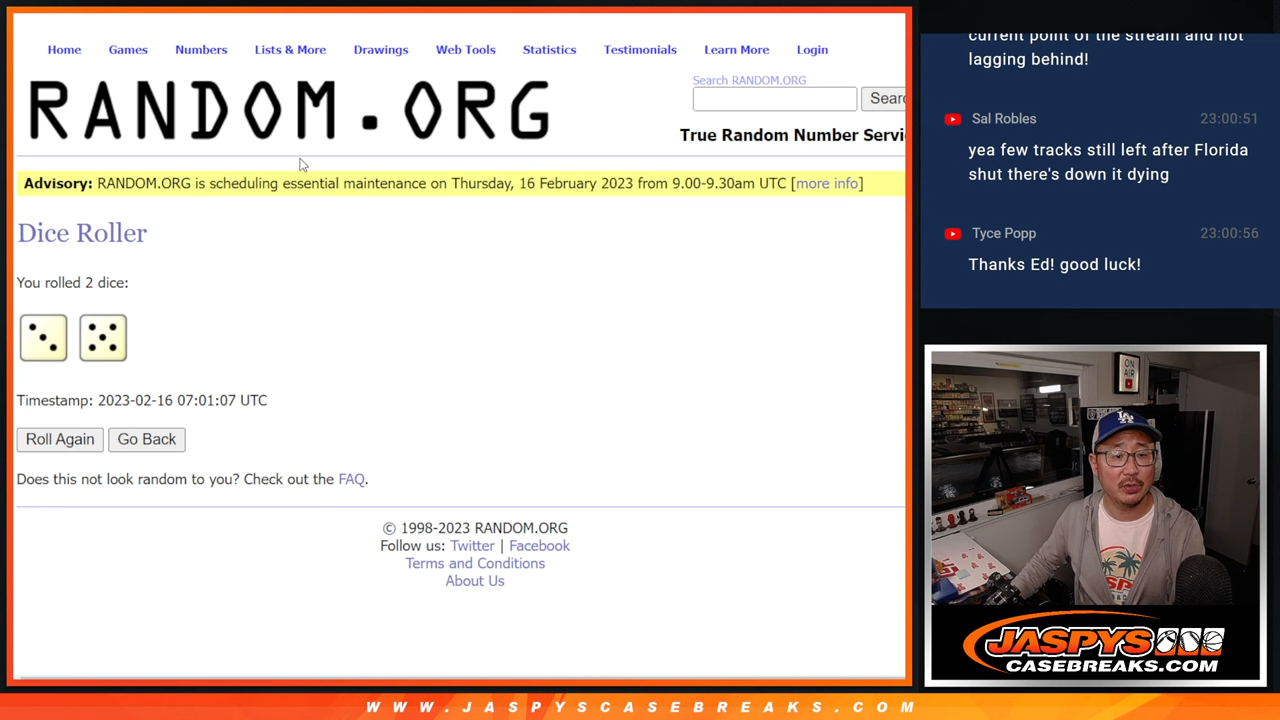 Home Games Numbers Lists & More Drawings Web Tools Statistics Testimonials Learn More Login
RANDOM.ORG
Search RANDOM.ORG
Searc
True Random Number Servi
Advisory: RANDOM.ORG is scheduling essential maintenance on Thursday, 16 February 2023 from 9.00-9.30am UTC [more info]
Dice Roller
You rolled 2 dice:
Timestamp: 2023-02-16 07:01:07 UTC
Roll Again Go Back
Does this not look random to you? Check out the FAQ.
© 1998-2023 RANDOM.ORG
Follow us: Twitter | Facebook
Terms and Conditions
About Us
current point of the stream and not
lagging behind!
Sal Robles 23:00:51
yea few tracks still left after Florida
shut there's down it dying
Tyce Popp 23:00:56
Thanks Ed! good luck!
ON
AIR
LA
JASPYS
CASEBREAKS.COM
WWW.JASPYSCASEBREAKS.COM